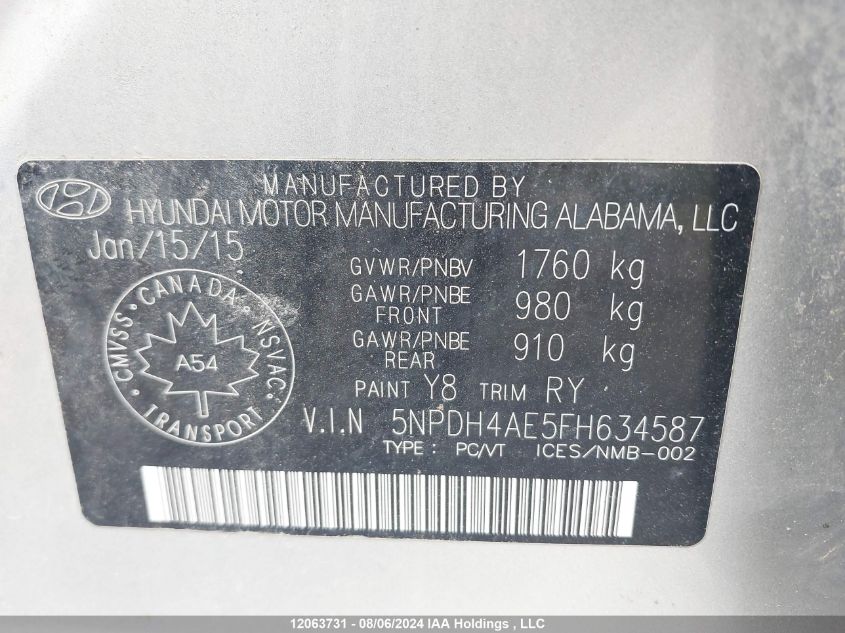 MANUFACTURED BY
HYUNDAI MOTOR MANUFACTURING ALABAMA, LLC
Jan/15/15
GVWR/PNBV 1760 kg
GAWR/PNBE FRONT 980 kg
GAWR/PNBE REAR 910 kg
PAINT Y8 TRIM RY
V.I.N 5NPDH4AE5FH634587
TYPE : PC/VT ICES/NMB-002
CANADA
CMVSS NSVAC
A54
TRANSPORT
12063731 - 08/06/2024 IAA Holdings , LLC